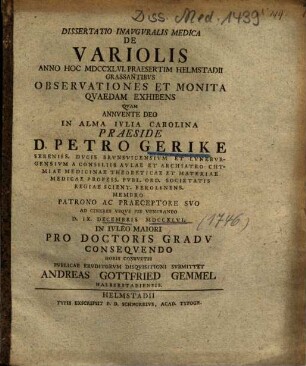 Diss. Med. 1439/44
DISSERTATIO INAVGVRALIS MEDICA
DE
VARIOLIS
ANNO HOC MDCCXLVI. PRAESERTIM HELMSTADII
GRASSANTIBVS
OBSERVATIONES ET MONITA
QVAEDAM EXHIBENS
QVAM
ANNVENTE DEO
IN ALMA IVLIA CAROLINA
PRAESIDE
D. PETRO GERIKE
SERENISS. DVCIS BRVNSVICENSIVM ET LVNEBVR-
GENSIVM A CONSILIIS AVLAE ET ARCHIATRO CHY-
MIAE MEDICINAE THEORETICAE ET MATERIAE
MEDICAE PROFESS. PVBL. ORD. SOCIETATIS
REGIAE SCIENT. BEROLINENS.
MEMBRO
PATRONO AC PRAECEPTORE SVO
AD CINERES VSQVE PIE VENERANDO
D. IX. DECEMBRIS MDCCXLVI.
IN IVLEO MAIORI
(1746)
PRO DOCTORIS GRADV
CONSEQVENDO
HORIS CONSVETIS
PVBLICAE ERVDITORVM DISQVISITIONI SVBMITTET
ANDREAS GOTTFRIED GEMMEL
HALBERSTADIENSIS.
HELMSTADII
TYPIS EXSCRIPSIT P. D. SCHNORRIVS, ACAD. TYPOGR.